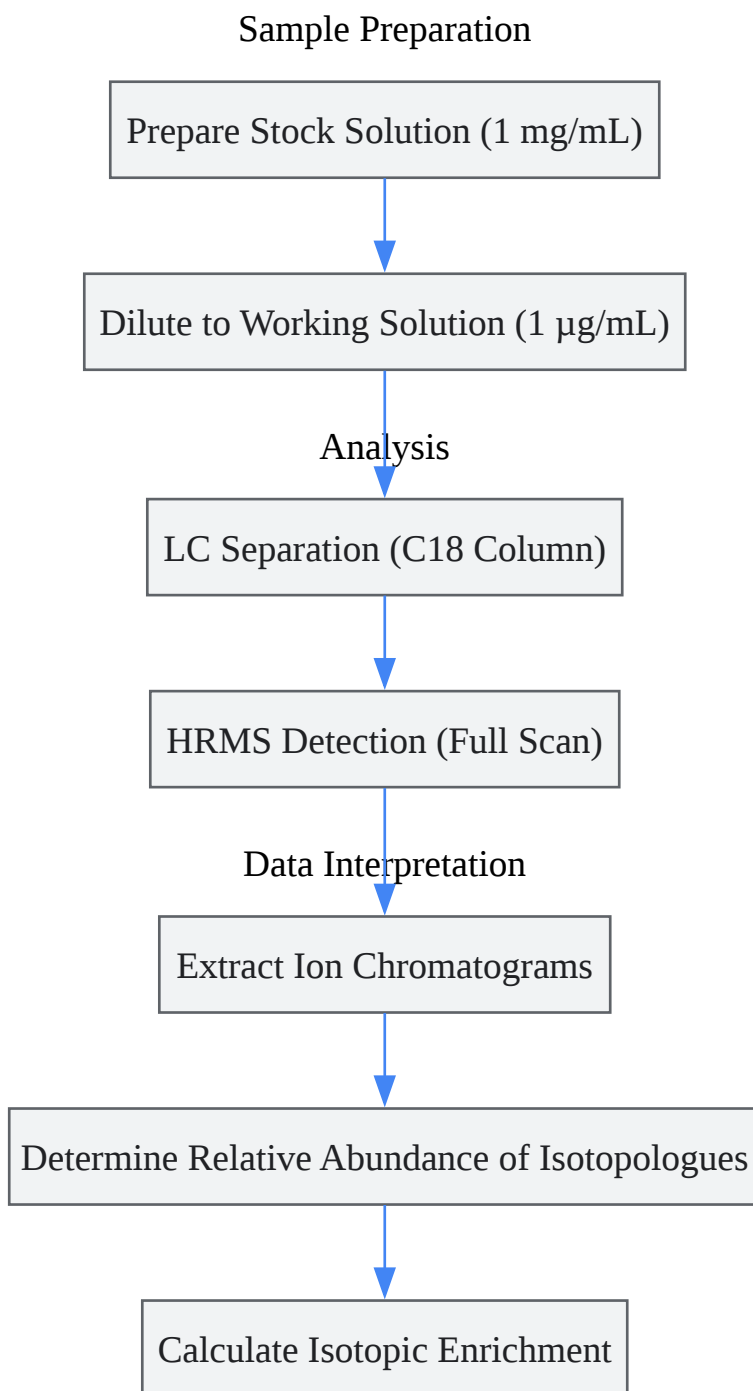 Sample Preparation
Prepare Stock Solution (1 mg/mL)
Dilute to Working Solution (1 µg/mL)
Analysis
LC Separation (C18 Column)
HRMS Detection (Full Scan)
Data Interpretation
Extract Ion Chromatograms
Determine Relative Abundance of Isotopologues
Calculate Isotopic Enrichment